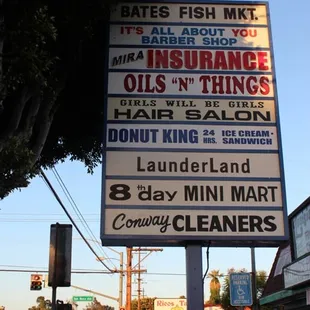 BATES FISH MKT.
IT'S ALL ABOUT YOU
BARBER SHOP
MIRA INSURANCE
OILS "N" THINGS
GIRLS WILL BE GIRLS
HAIR SALON
DONUT KING 24 HRS. ICE CREAM-SANDWICH
LaunderLand
8th day MINI MART
Conway CLEANERS